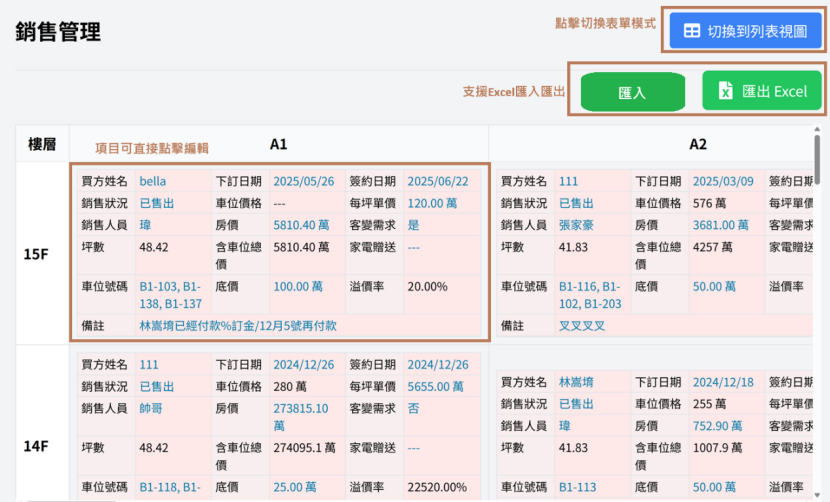 銷售管理
點擊切換表單模式
切換到列表視圖
支援Excel匯入匯出
匯入
匯出 Excel
樓層
項目可直接點擊編輯
A1
A2
15F
買方姓名 bella 下訂日期 2025/05/26 簽約日期 2025/06/22
銷售狀況 已售出 車位價格 --- 每坪單價 120.00 萬
銷售人員 瑋 房價 5810.40 萬 客變需求 是
坪數 48.42 含車位總價 5810.40 萬 家電贈送 ---
車位號碼 B1-103, B1-138, B1-137 底價 100.00 萬 溢價率 20.00%
備註 林嵩堉已經付款%訂金/12月5號再付款
買方姓名 111 下訂日期 2025/03/09 簽約日期
銷售狀況 已售出 車位價格 576 萬 每坪單價
銷售人員 張家豪 房價 3681.00 萬 客變需求
坪數 41.83 含車位總價 4257 萬 家電贈送
車位號碼 B1-116, B1-102, B1-203 底價 50.00 萬 溢價率
備註 叉叉叉叉
14F
買方姓名 111 下訂日期 2024/12/26 簽約日期 2024/12/26
銷售狀況 已售出 車位價格 280 萬 每坪單價 5655.00 萬
銷售人員 帥哥 房價 273815.10 萬 客變需求 否
坪數 48.42 含車位總價 274095.1 萬 家電贈送 ---
車位號碼 B1-118, B1- 底價 25.00 萬 溢價率 22520.00%
買方姓名 林嵩堉 下訂日期 2024/12/18 簽約日期
銷售狀況 已售出 車位價格 255 萬 每坪單價
銷售人員 瑋 房價 752.90 萬 客變需求
坪數 41.83 含車位總價 1007.9 萬 家電贈送
車位號碼 B1-113 底價 50.00 萬 溢價率